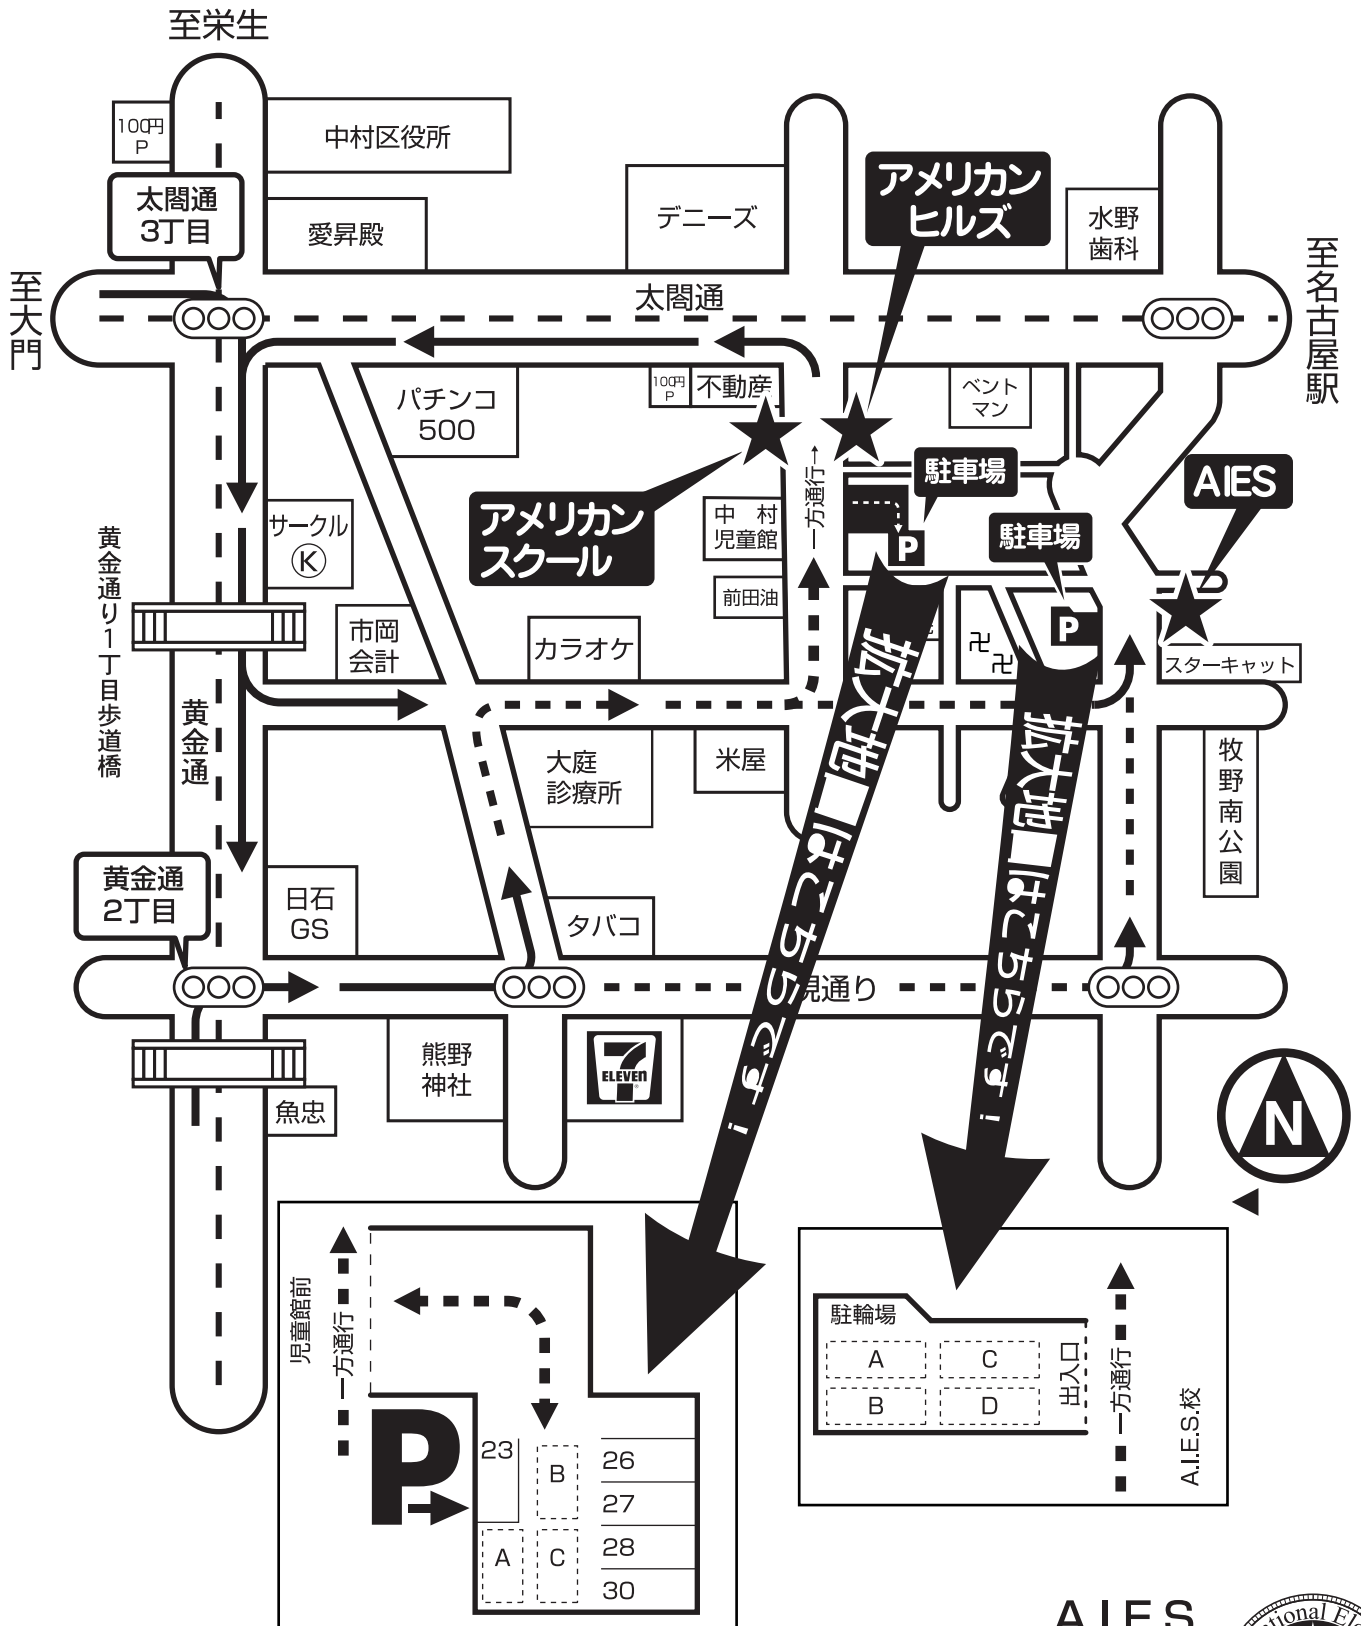 至栄生
100円
P
中村区役所
太閤通
3丁目
愛昇殿
デニーズ
アメリカン
ヒルズ
水野
歯科
至大門
太閤通
至名古屋駅
パチンコ
500
100円
P
不動産
ベント
マン
アメリカン
スクール
一方通行→
駐車場
P
駐車場
P
AIES
中 村
児童館
前田油
サークル
K
黄金通り1丁目歩道橋
市岡
会計
カラオケ
卍
卍
スターキャット
黄金通
大庭
診療所
米屋
牧野南公園
黄金通
2丁目
日石
GS
タバコ
通り
熊野
神社
7
ELEVEN
魚忠
拡大地図はこちらです!
拡大地図はこちらです!
N
児童館前
一方通行
P
23
A
B
C
26
27
28
30
駐輪場
A
C
B
D
出入口
一方通行
A.I.E.S.校
A.I.E.S